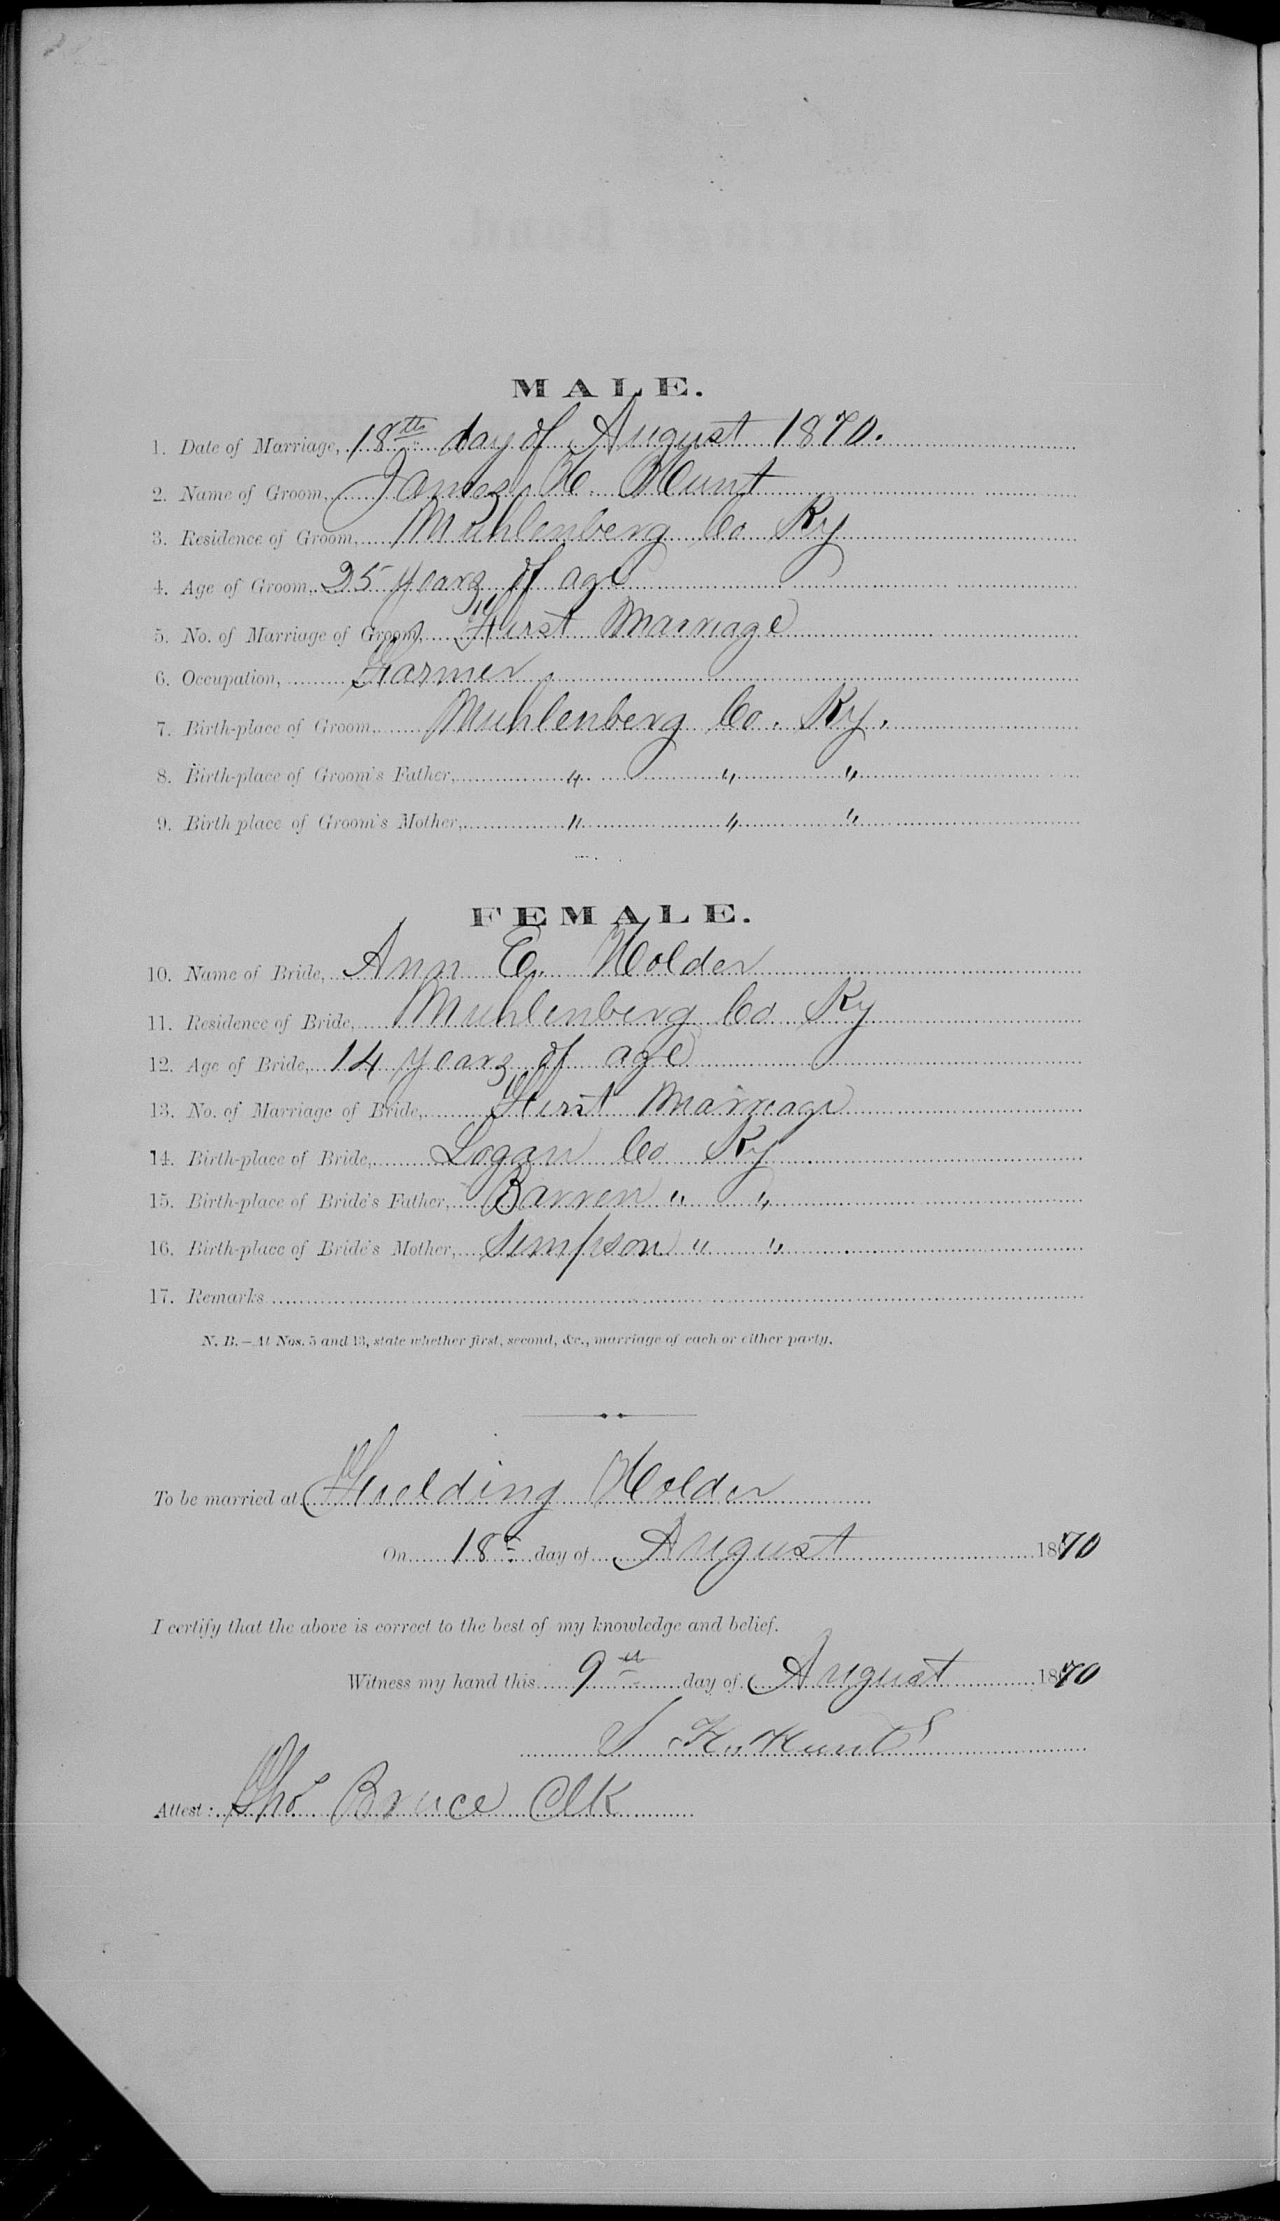 MALE.
1. Date of Marriage, 18th day of August 1870.
2. Name of Groom, James H. Hunt
3. Residence of Groom, Muhlenberg Co Ky
4. Age of Groom, 25 years of age
5. No. of Marriage of Groom, First Marriage
6. Occupation, Farmer
7. Birth-place of Groom, Muhlenberg Co. Ky.
8. Birth-place of Groom's Father, " " "
9. Birth place of Groom's Mother, " " "
FEMALE.
10. Name of Bride, Ann E. Holder
11. Residence of Bride, Muhlenberg Co Ky
12. Age of Bride, 14 years of age
13. No. of Marriage of Bride, First Marriage
14. Birth-place of Bride, Logan Co Ky
15. Birth-place of Bride's Father, Barren " "
16. Birth-place of Bride's Mother, Simpson " "
17. Remarks
N. B.—At Nos. 5 and 13, state whether first, second, &c., marriage of each or either party.
To be married at Fielding Holder
On 18th day of August 1870
I certify that the above is correct to the best of my knowledge and belief.
Witness my hand this 9th day of August 1870
J H. Hunt
Attest: Tho. Bruce Clk